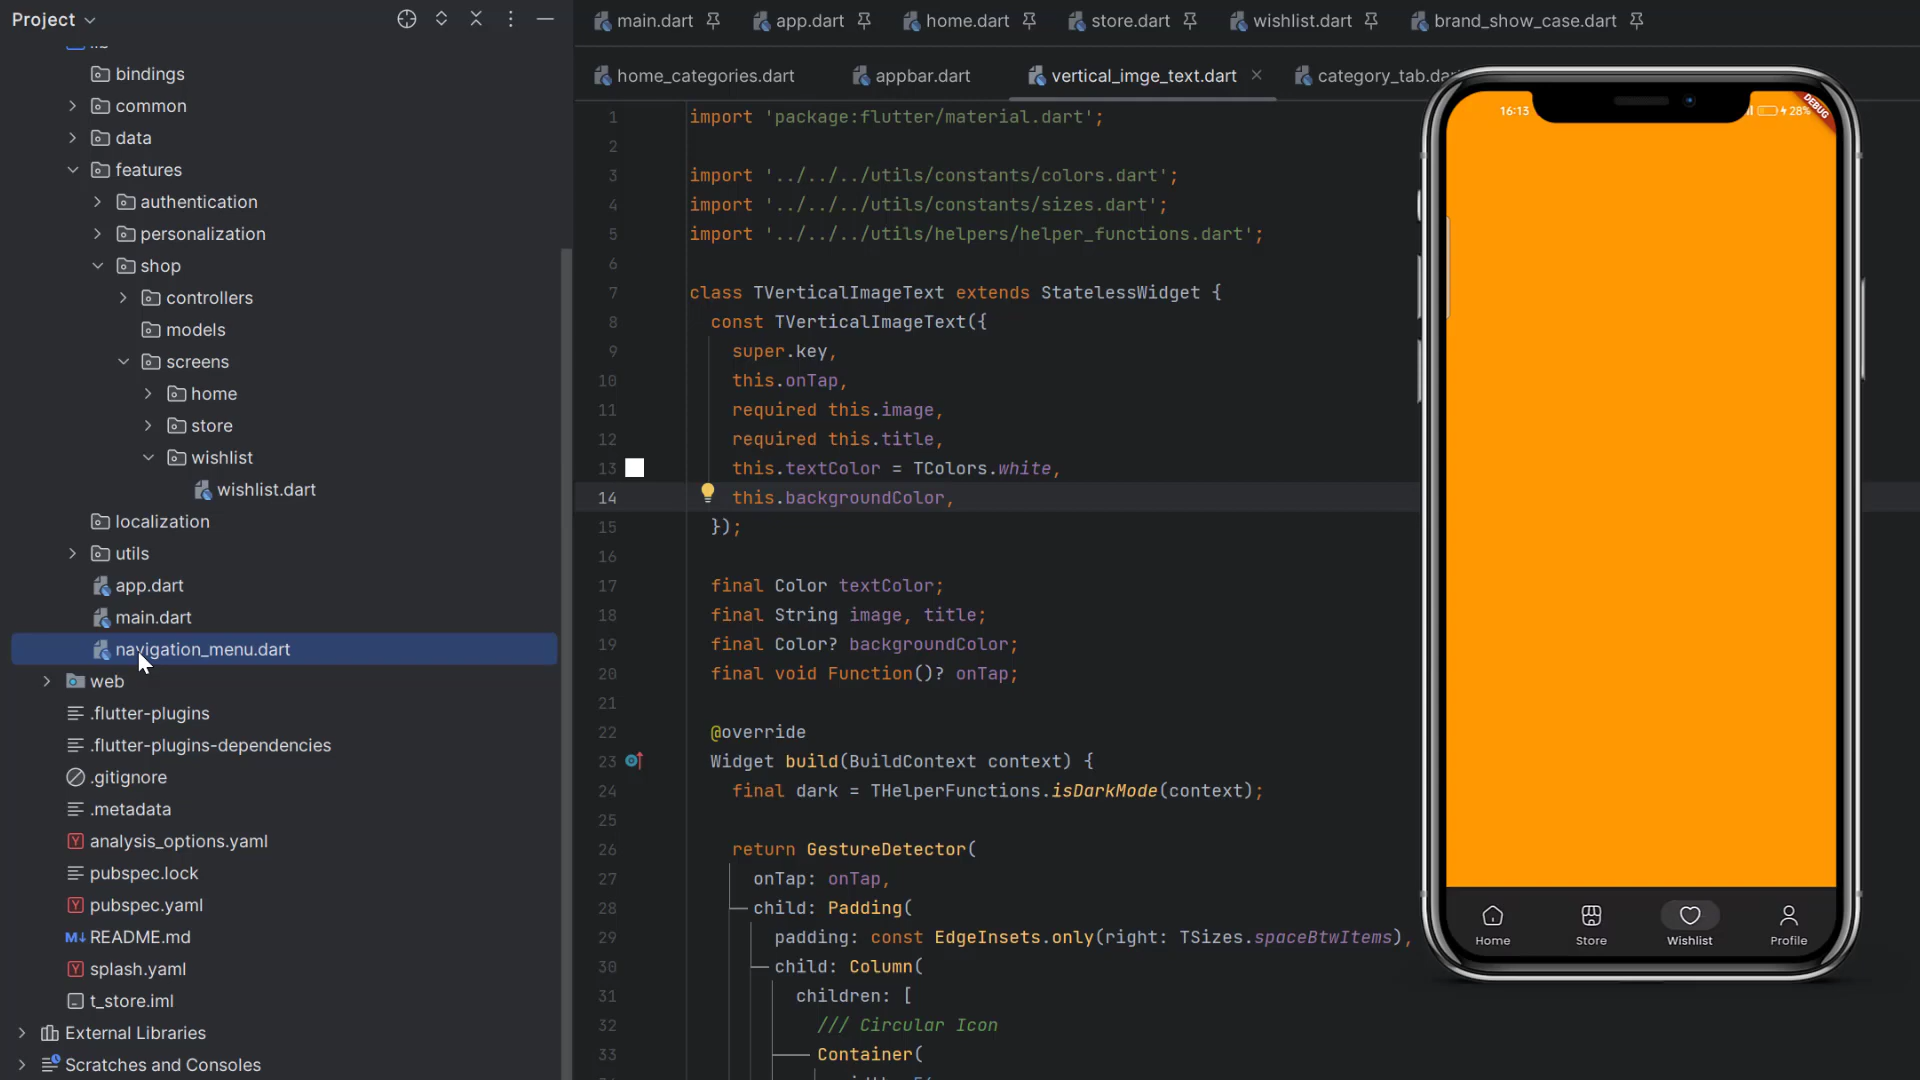 Project
lib
bindings
common
data
features
authentication
personalization
shop
controllers
models
screens
home
store
wishlist
wishlist.dart
localization
utils
app.dart
main.dart
navigation_menu.dart
web
.flutter-plugins
.flutter-plugins-dependencies
.gitignore
.metadata
analysis_options.yaml
pubspec.lock
pubspec.yaml
README.md
splash.yaml
t_store.iml
External Libraries
Scratches and Consoles
main.dart app.dart home.dart store.dart wishlist.dart brand_show_case.dart
home_categories.dart appbar.dart vertical_imge_text.dart category_tab.dar
1 import 'package:flutter/material.dart';
2
3 import '../../../utils/constants/colors.dart';
4 import '../../../utils/constants/sizes.dart';
5 import '../../../utils/helpers/helper_functions.dart';
6
7 class TVerticalImageText extends StatelessWidget {
8 const TVerticalImageText({
9 super.key,
10 this.onTap,
11 required this.image,
12 required this.title,
13 this.textColor = TColors.white,
14 this.backgroundColor,
15 });
16
17 final Color textColor;
18 final String image, title;
19 final Color? backgroundColor;
20 final void Function()? onTap;
21
22 @override
23 Widget build(BuildContext context) {
24 final dark = THelperFunctions.isDarkMode(context);
25
26 return GestureDetector(
27 onTap: onTap,
28 child: Padding(
29 padding: const EdgeInsets.only(right: TSizes.spaceBtwItems),
30 child: Column(
31 children: [
32 /// Circular Icon
33 Container(
16:13 28%
DEBUG
Home Store Wishlist Profile